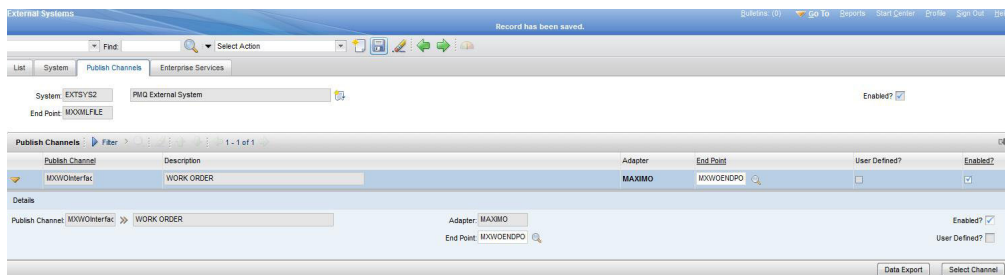 External Systems
Bulletins: (0) Go To Reports Start Center Profile Sign Out
Record has been saved.
Find: Select Action
List System Publish Channels Enterprise Services
System: EXTSYS2 PMQ External System Enabled?
End Point: MXXMLFILE
Publish Channels Filter 1 - 1 of 1
Publish Channel Description Adapter End Point User Defined? Enabled?
MXWOInterfac WORK ORDER MAXIMO MXWOENDPO
Details
Publish Channel: MXWOInterfac WORK ORDER Adapter: MAXIMO Enabled?
End Point: MXWOENDPO User Defined?
Data Export Select Channel